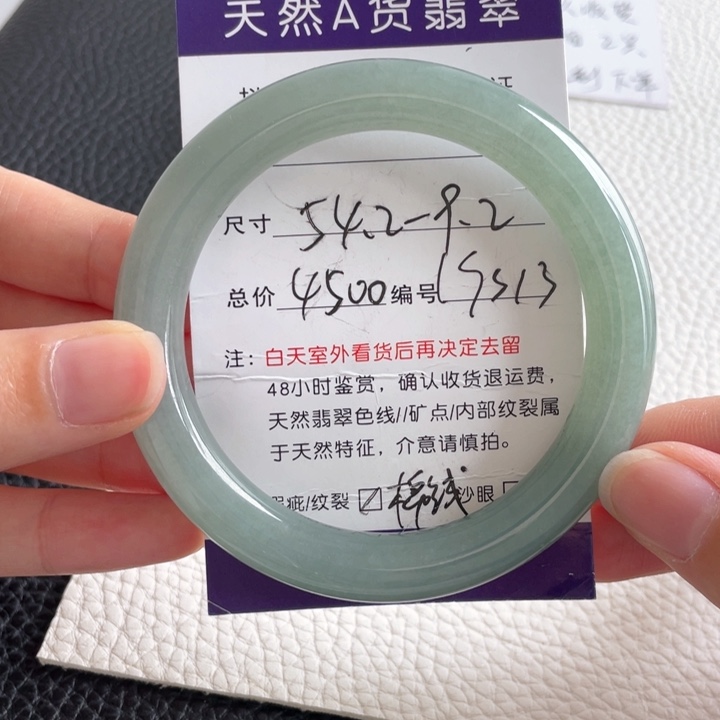 天然A货翡翠
尺寸 54.2-9.2
总价 4500 编号 19513
注：白天室外看货后再决定去留
48小时鉴赏，确认收货退运费，
天然翡翠色线//矿点/内部纹裂属
于天然特征，介意请慎拍。
瑕疵/纹裂 ☑ 棉线 沙眼 □